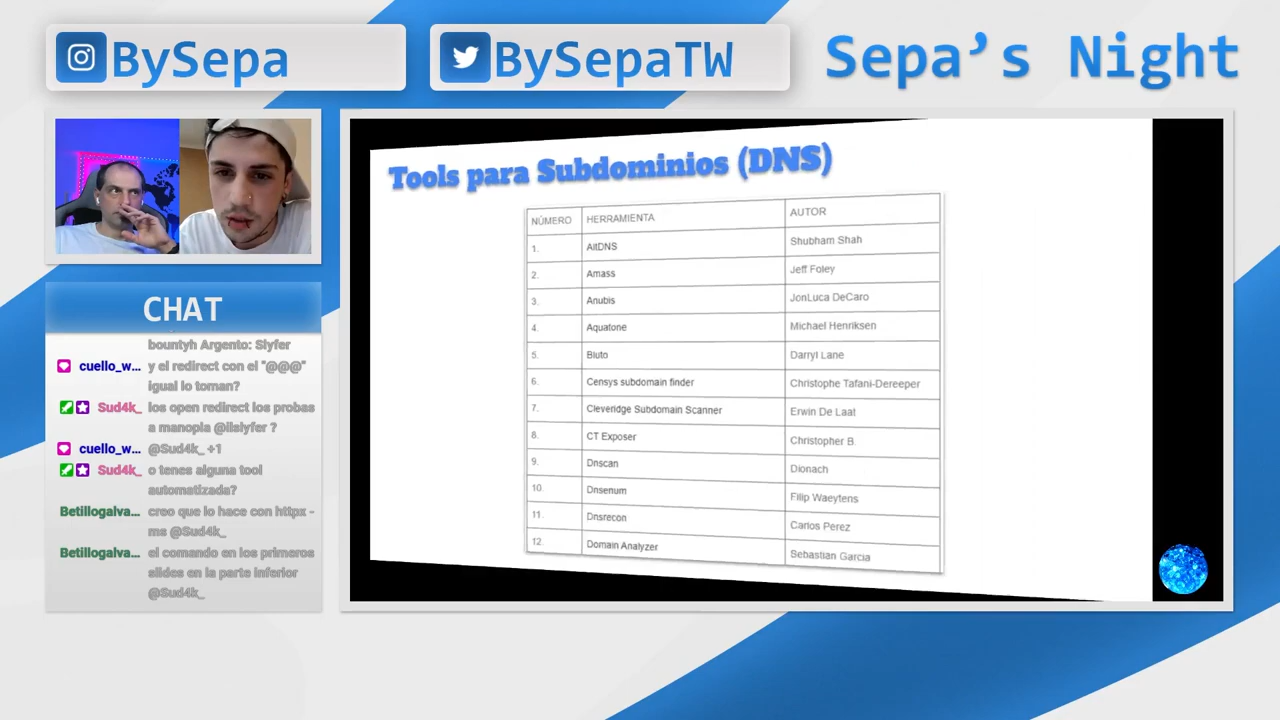 BySepa
BySepaTW
Sepa’s Night
Tools para Subdominios (DNS)
NÚMERO HERRAMIENTA AUTOR
1. AltDNS Shubham Shah
2. Amass Jeff Foley
3. Anubis JonLuca DeCaro
4. Aquatone Michael Henriksen
5. Bluto Darryl Lane
6. Censys subdomain finder Christophe Tafani-Dereeper
7. Cleveridge Subdomain Scanner Erwin De Laat
8. CT Exposer Christopher B.
9. Dnscan Dionach
10. Dnsenum Filip Waeytens
11. Dnsrecon Carlos Perez
12. Domain Analyzer Sebastian Garcia
CHAT
bountyh Argento: Slyfer
cuello_w... y el redirect con el "@@@"
igual lo toman?
Sud4k_ los open redirect los probas
a manopla @ilslyfer ?
cuello_w... @Sud4k_ +1
Sud4k_ o tenes alguna tool
automatizada?
Betillogalva... creo que lo hace con httpx -
ms @Sud4k_
Betillogalva... el comando en los primeros
slides en la parte inferior
@Sud4k_